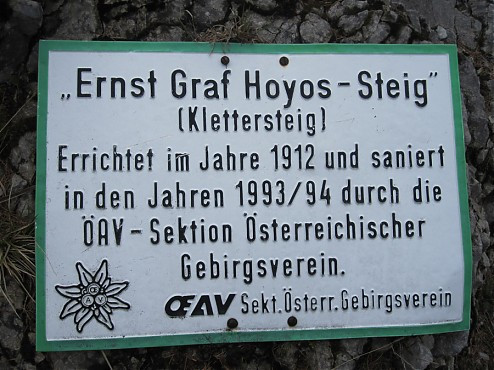 „Ernst Graf Hoyos-Steig"
(Klettersteig)
Errichtet im Jahre 1912 und saniert
in den Jahren 1993/94 durch die
ÖAV-Sektion Österreichischer
Gebirgsverein.
OEAV Sekt.Österr.Gebirgsverein